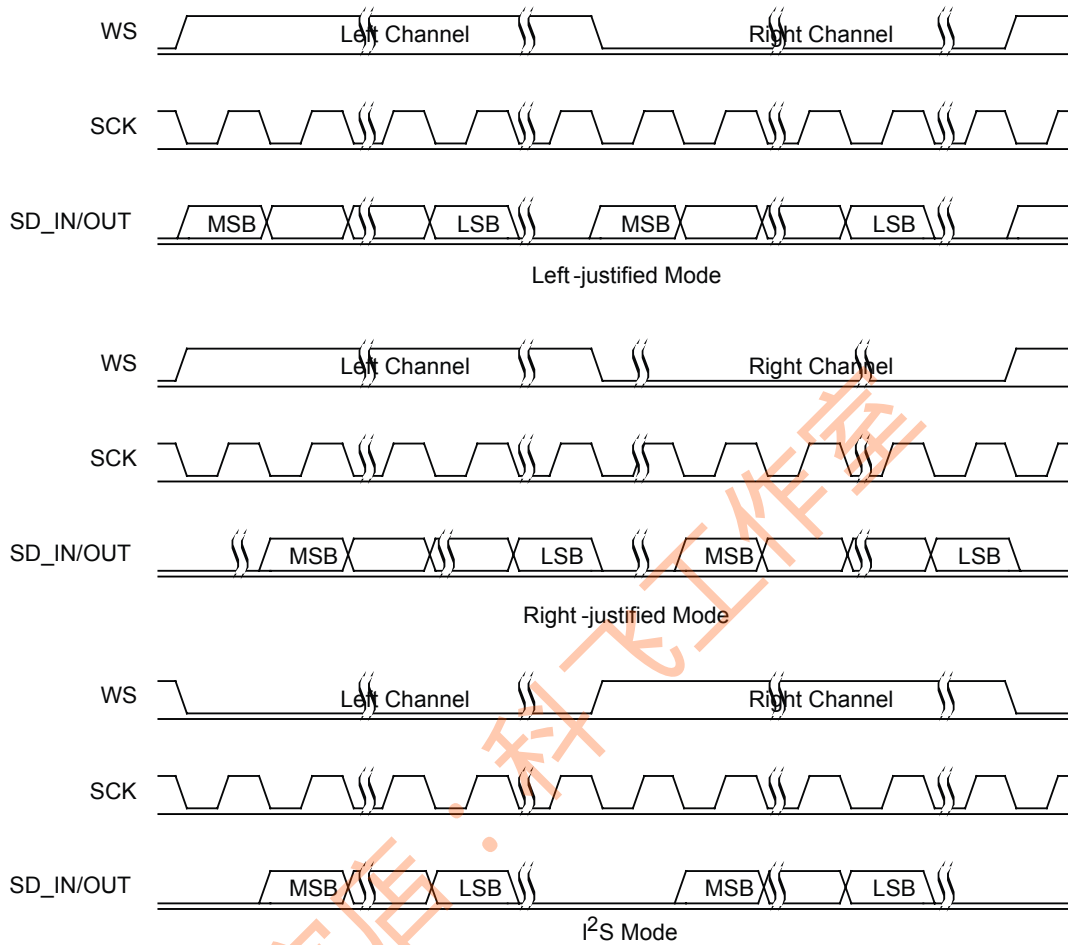 WS Left Channel Right Channel
SCK
SD_IN/OUT MSB LSB MSB LSB
Left-justified Mode
WS Left Channel Right Channel
SCK
SD_IN/OUT MSB LSB MSB LSB
Right-justified Mode
WS Left Channel Right Channel
SCK
SD_IN/OUT MSB LSB MSB LSB
I²S Mode
店：科飞工作室